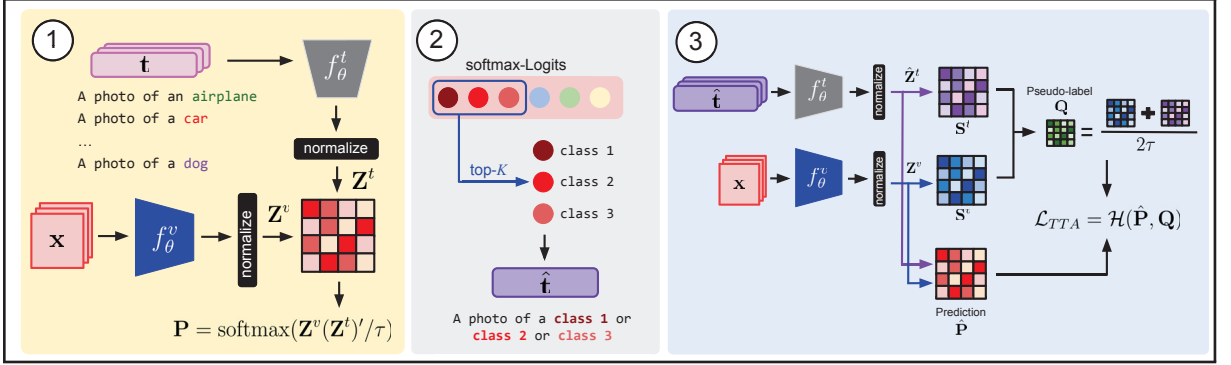 1
t
A photo of an airplane
A photo of a car
...
A photo of a dog
f_θ^t
normalize
Z^t
x
f_θ^v
normalize
Z^v
P = softmax(Z^v(Z^t)′/τ)
2
softmax-Logits
top-K
class 1
class 2
class 3
t̂
A photo of a class 1 or
class 2 or class 3
3
t̂
f_θ^t
normalize
Ẑ^t
S^t
x
f_θ^v
normalize
Z^v
S^v
Pseudo-label
Q
=
+
2τ
L_TTA = H(P̂, Q)
Prediction
P̂